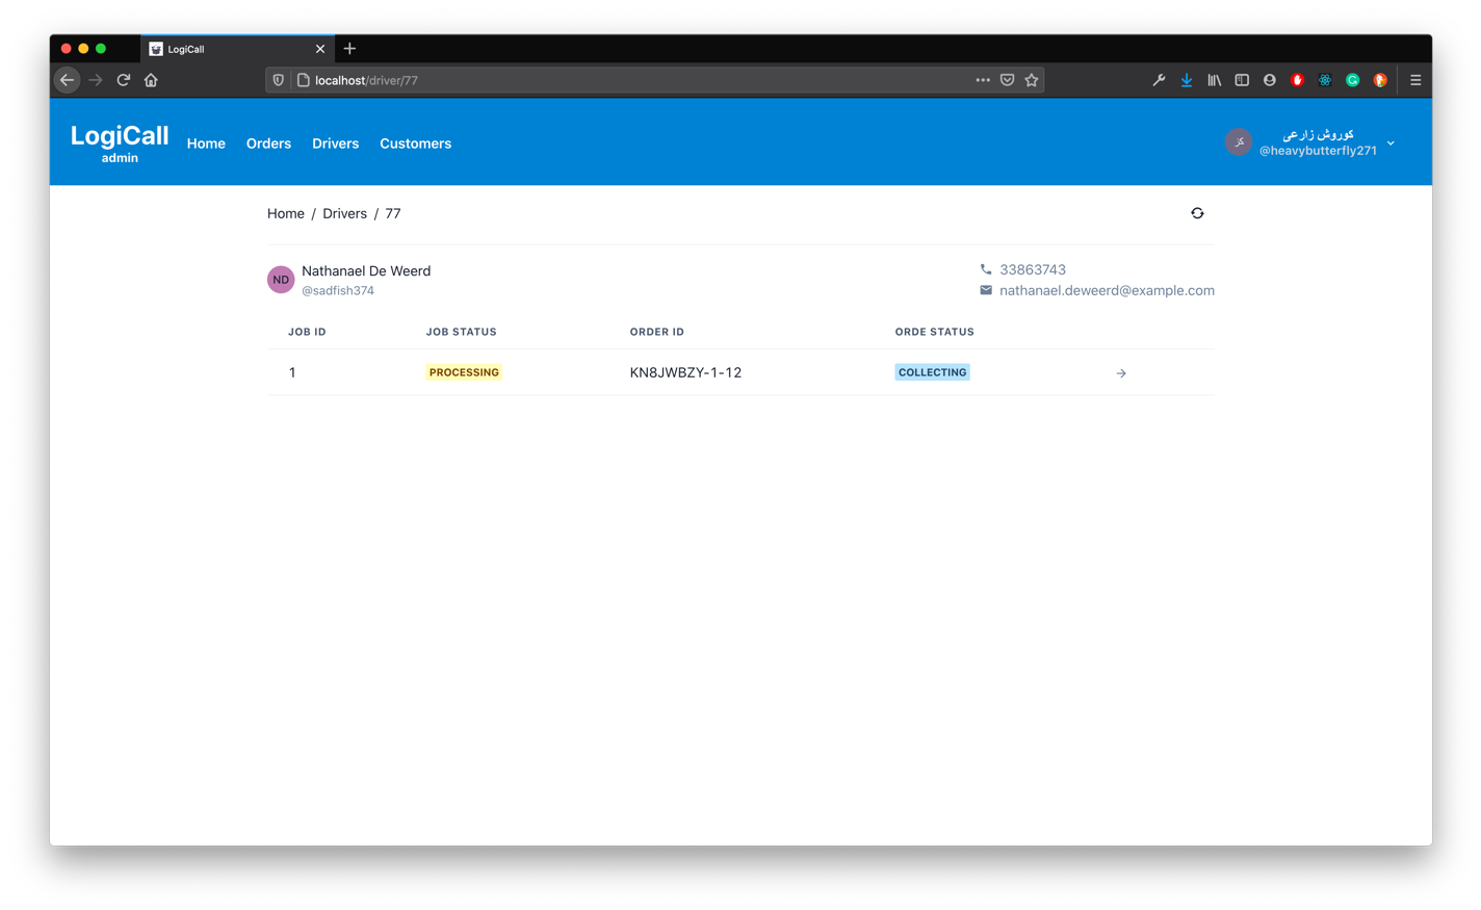 LogiCall
localhost/driver/77
LogiCall
admin
Home Orders Drivers Customers
کوروش زارعی
@heavybutterfly271
Home / Drivers / 77
ND
Nathanael De Weerd
@sadfish374
33863743
nathanael.deweerd@example.com
JOB ID JOB STATUS ORDER ID ORDE STATUS
1 PROCESSING KN8JWBZY-1-12 COLLECTING